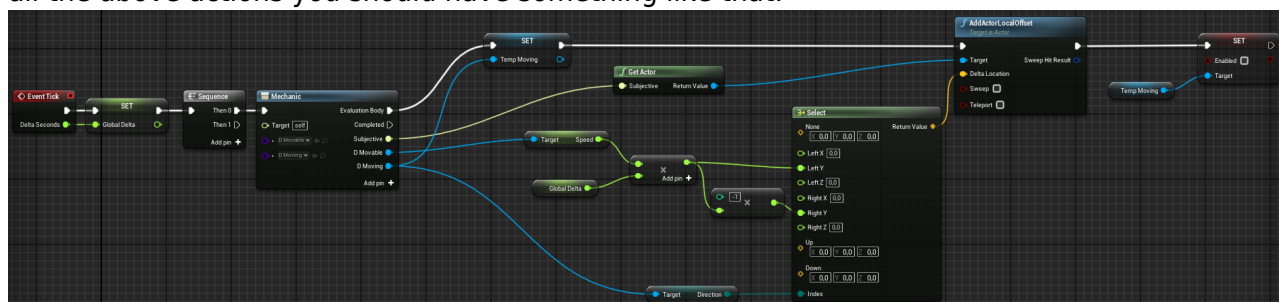 all the above actions you should have something like that:
AddActorLocalOffset
Target is Actor
SET
Temp Moving
SET
Enabled
Target
Target
Sweep Hit Result
Delta Location
Sweep
Teleport
Get Actor
Subjective Return Value
Temp Moving
Event Tick
Delta Seconds
SET
Global Delta
Sequence
Then 0
Then 1
Add pin +
Mechanic
Evaluation Body
Target self
Completed
D Movable
Subjective
D Moving
D Movable
D Moving
Add pin +
Target Speed
Global Delta
×
Add pin +
-1 ×
Select
None
Return Value
X 0,0 Y 0,0 Z 0,0
Left X 0,0
Left Y
Left Z 0,0
Right X 0,0
Right Y
Right Z 0,0
Up
X 0,0 Y 0,0 Z 0,0
Down
X 0,0 Y 0,0 Z 0,0
Index
Target Direction